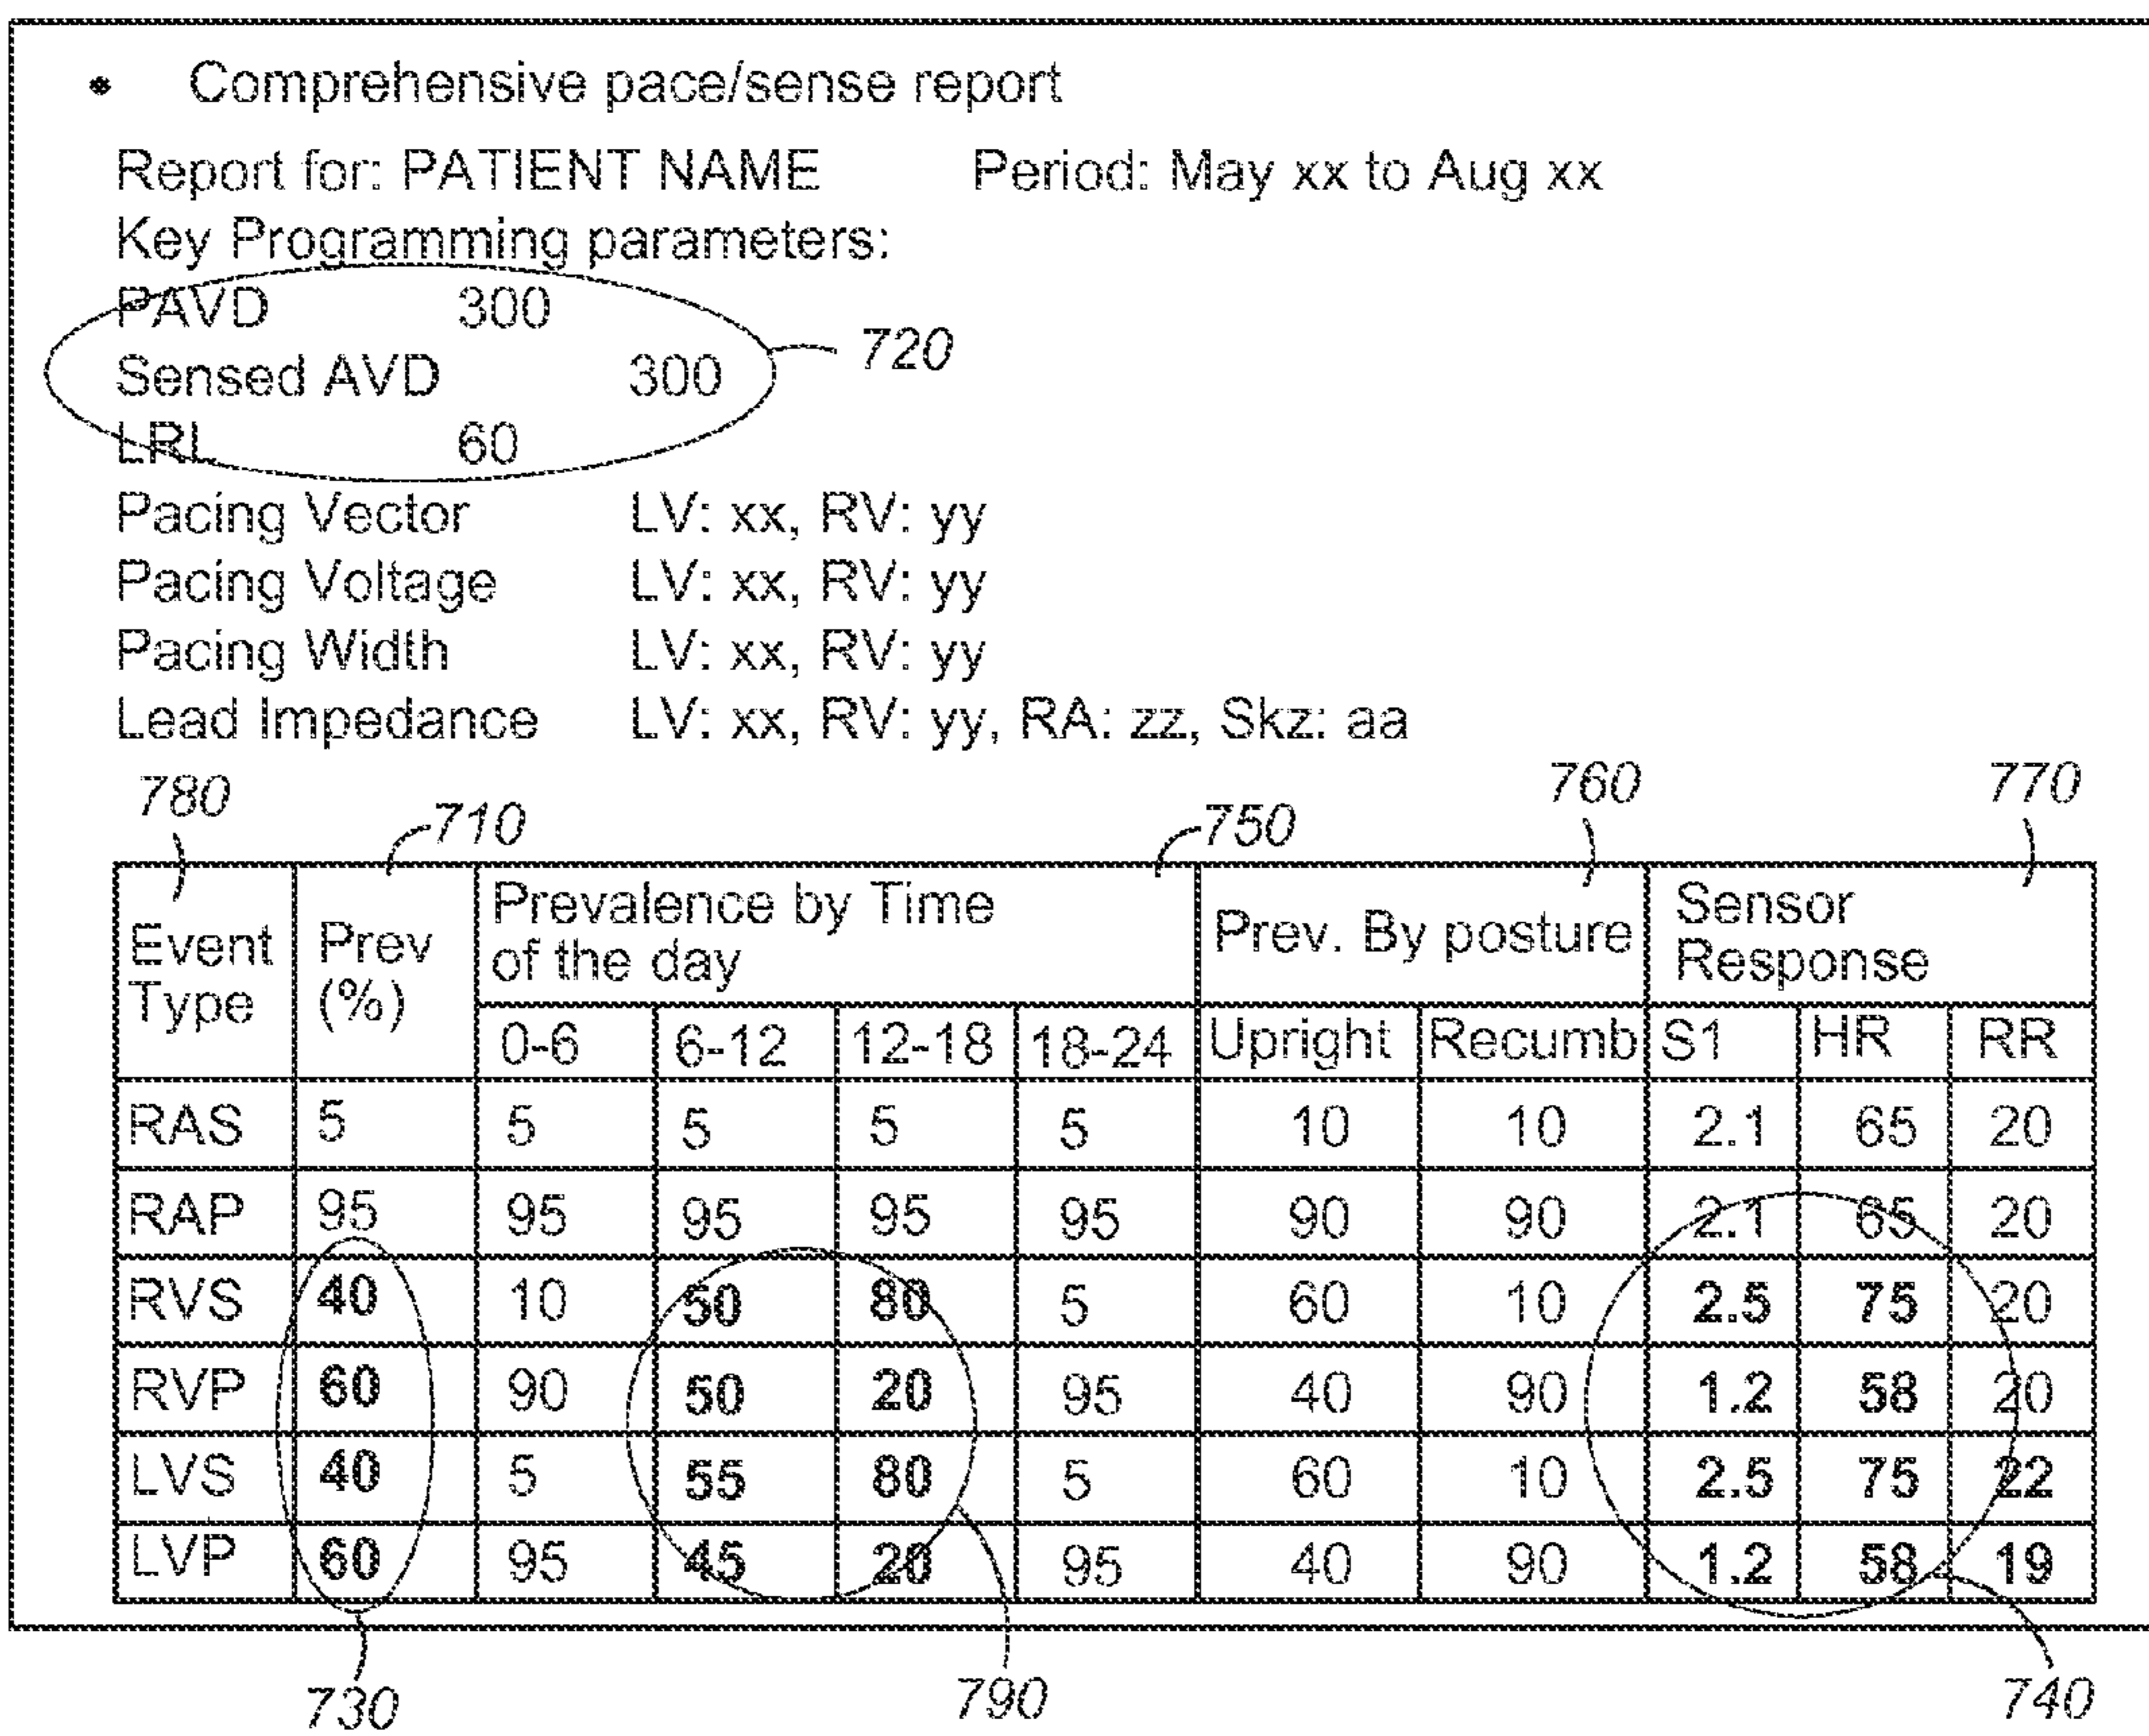 • Comprehensive pace/sense report
Report for: PATIENT NAME Period: May xx to Aug xx
Key Programming parameters:
PAVD 300
720
Sensed AVD 300
LRL 60
Pacing Vector LV: xx, RV: yy
Pacing Voltage LV: xx, RV: yy
Pacing Width LV: xx, RV: yy
Lead Impedance LV: xx, RV: yy, RA: zz, Skz: aa
780 710 750 760 770
Event Type Prev (%) Prevalence by Time of the day Prev. By posture Sensor Response
0-6 6-12 12-18 18-24 Upright Recumb S1 HR RR
RAS 5 5 5 5 5 10 10 2.1 65 20
RAP 95 95 95 95 95 90 90 2.1 65 20
RVS 40 10 50 80 5 60 10 2.5 75 20
RVP 60 90 50 20 95 40 90 1.2 58 20
LVS 40 5 55 80 5 60 10 2.5 75 22
LVP 60 95 45 20 95 40 90 1.2 58 19
730 790 740